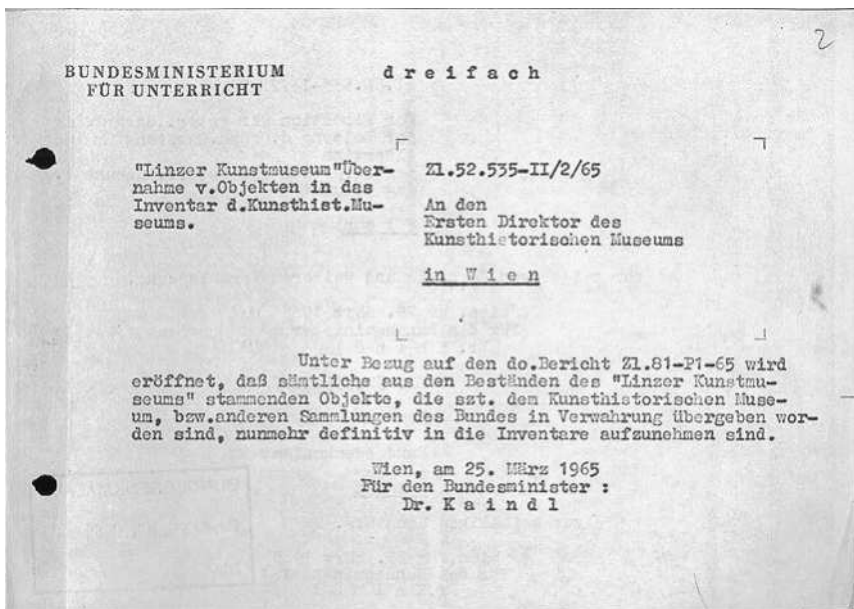 2
BUNDESMINISTERIUM
FÜR UNTERRICHT
dreifach
"Linzer Kunstmuseum"Über-
nahme v.Objekten in das
Inventar d.Kunsthist.Mu-
seums.
Zl.52.535-II/2/65
An den
Ersten Direktor des
Kunsthistorischen Museums
in Wien
Unter Bezug auf den do.Bericht Zl.81-P1-65 wird
eröffnet, daß sämtliche aus den Beständen des "Linzer Kunstmu-
seums" stammenden Objekte, die szt. dem Kunsthistorischen Muse-
um, bzw.anderen Sammlungen des Bundes in Verwahrung übergeben wor-
den sind, nunmehr definitiv in die Inventare aufzunehmen sind.
Wien, am 25. März 1965
Für den Bundesminister :
Dr. Kaindl